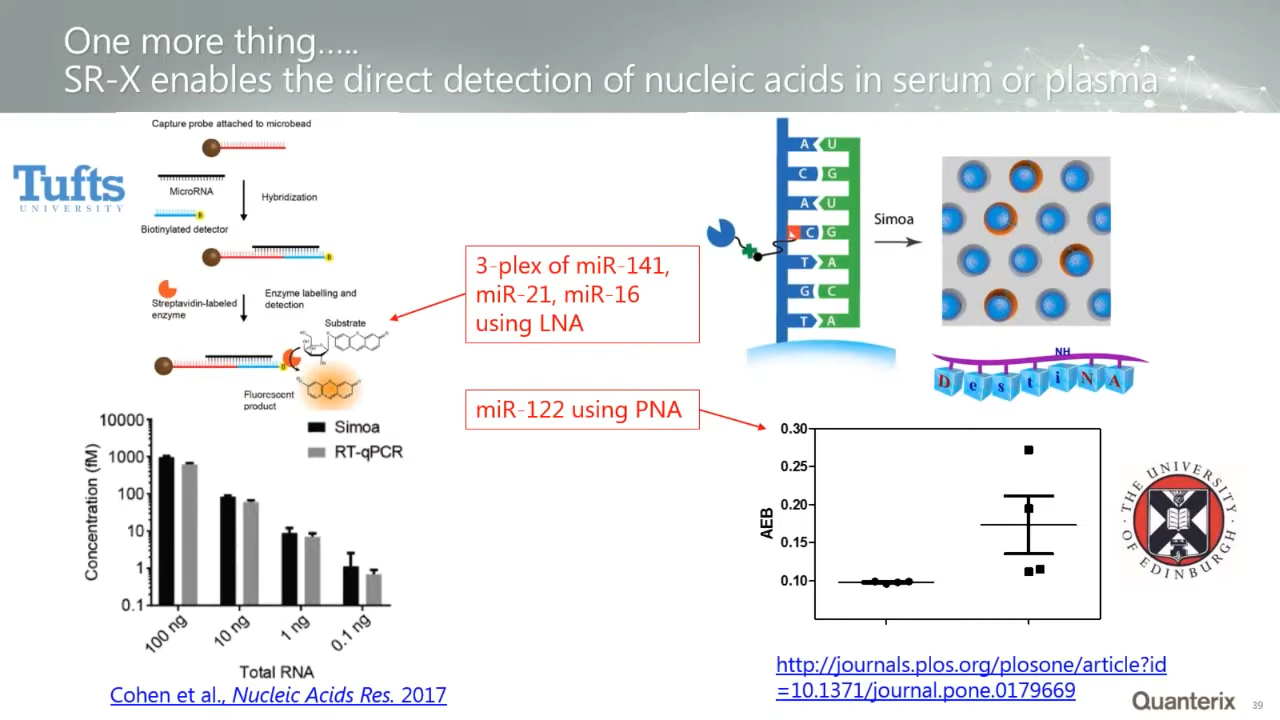 One more thing…..
SR-X enables the direct detection of nucleic acids in serum or plasma
Tufts
UNIVERSITY
Capture probe attached to microbead
MicroRNA
Hybridization
B
Biotinylated detector
B
Streptavidin-labeled
enzyme
Enzyme labelling and
detection
Substrate
Fluorescent
product
3-plex of miR-141,
miR-21, miR-16
using LNA
miR-122 using PNA
A U
C G
A U
C G
T A
G C
T A
Simoa
NH
DestiNA
10000
1000
100
10
1
0.1
Concentration (fM)
Simoa
RT-qPCR
100 ng
10 ng
1 ng
0.1 ng
Total RNA
Cohen et al., Nucleic Acids Res. 2017
0.30
0.25
0.20
0.15
0.10
AEB
THE UNIVERSITY
OF EDINBURGH
http://journals.plos.org/plosone/article?id
=10.1371/journal.pone.0179669
Quanterix
39